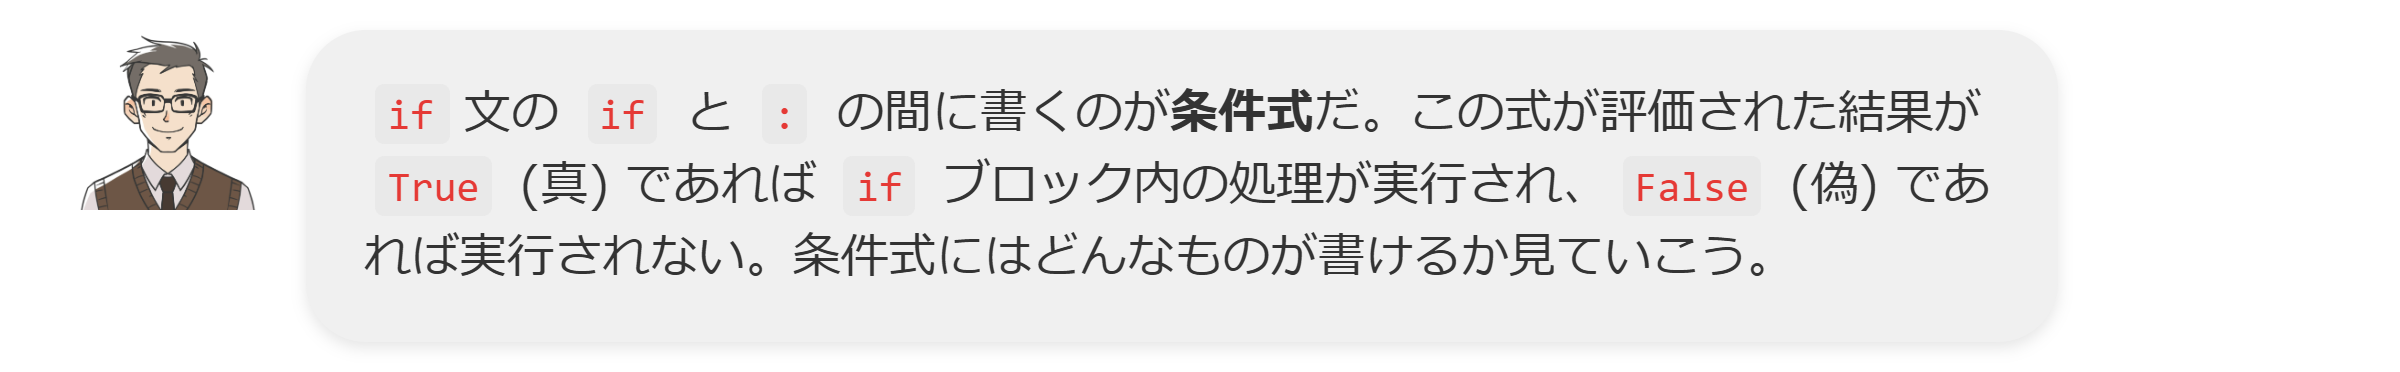 if 文の if と : の間に書くのが条件式だ。この式が評価された結果が
True (真) であれば if ブロック内の処理が実行され、 False (偽) であ
れば実行されない。条件式にはどんなものが書けるか見ていこう。